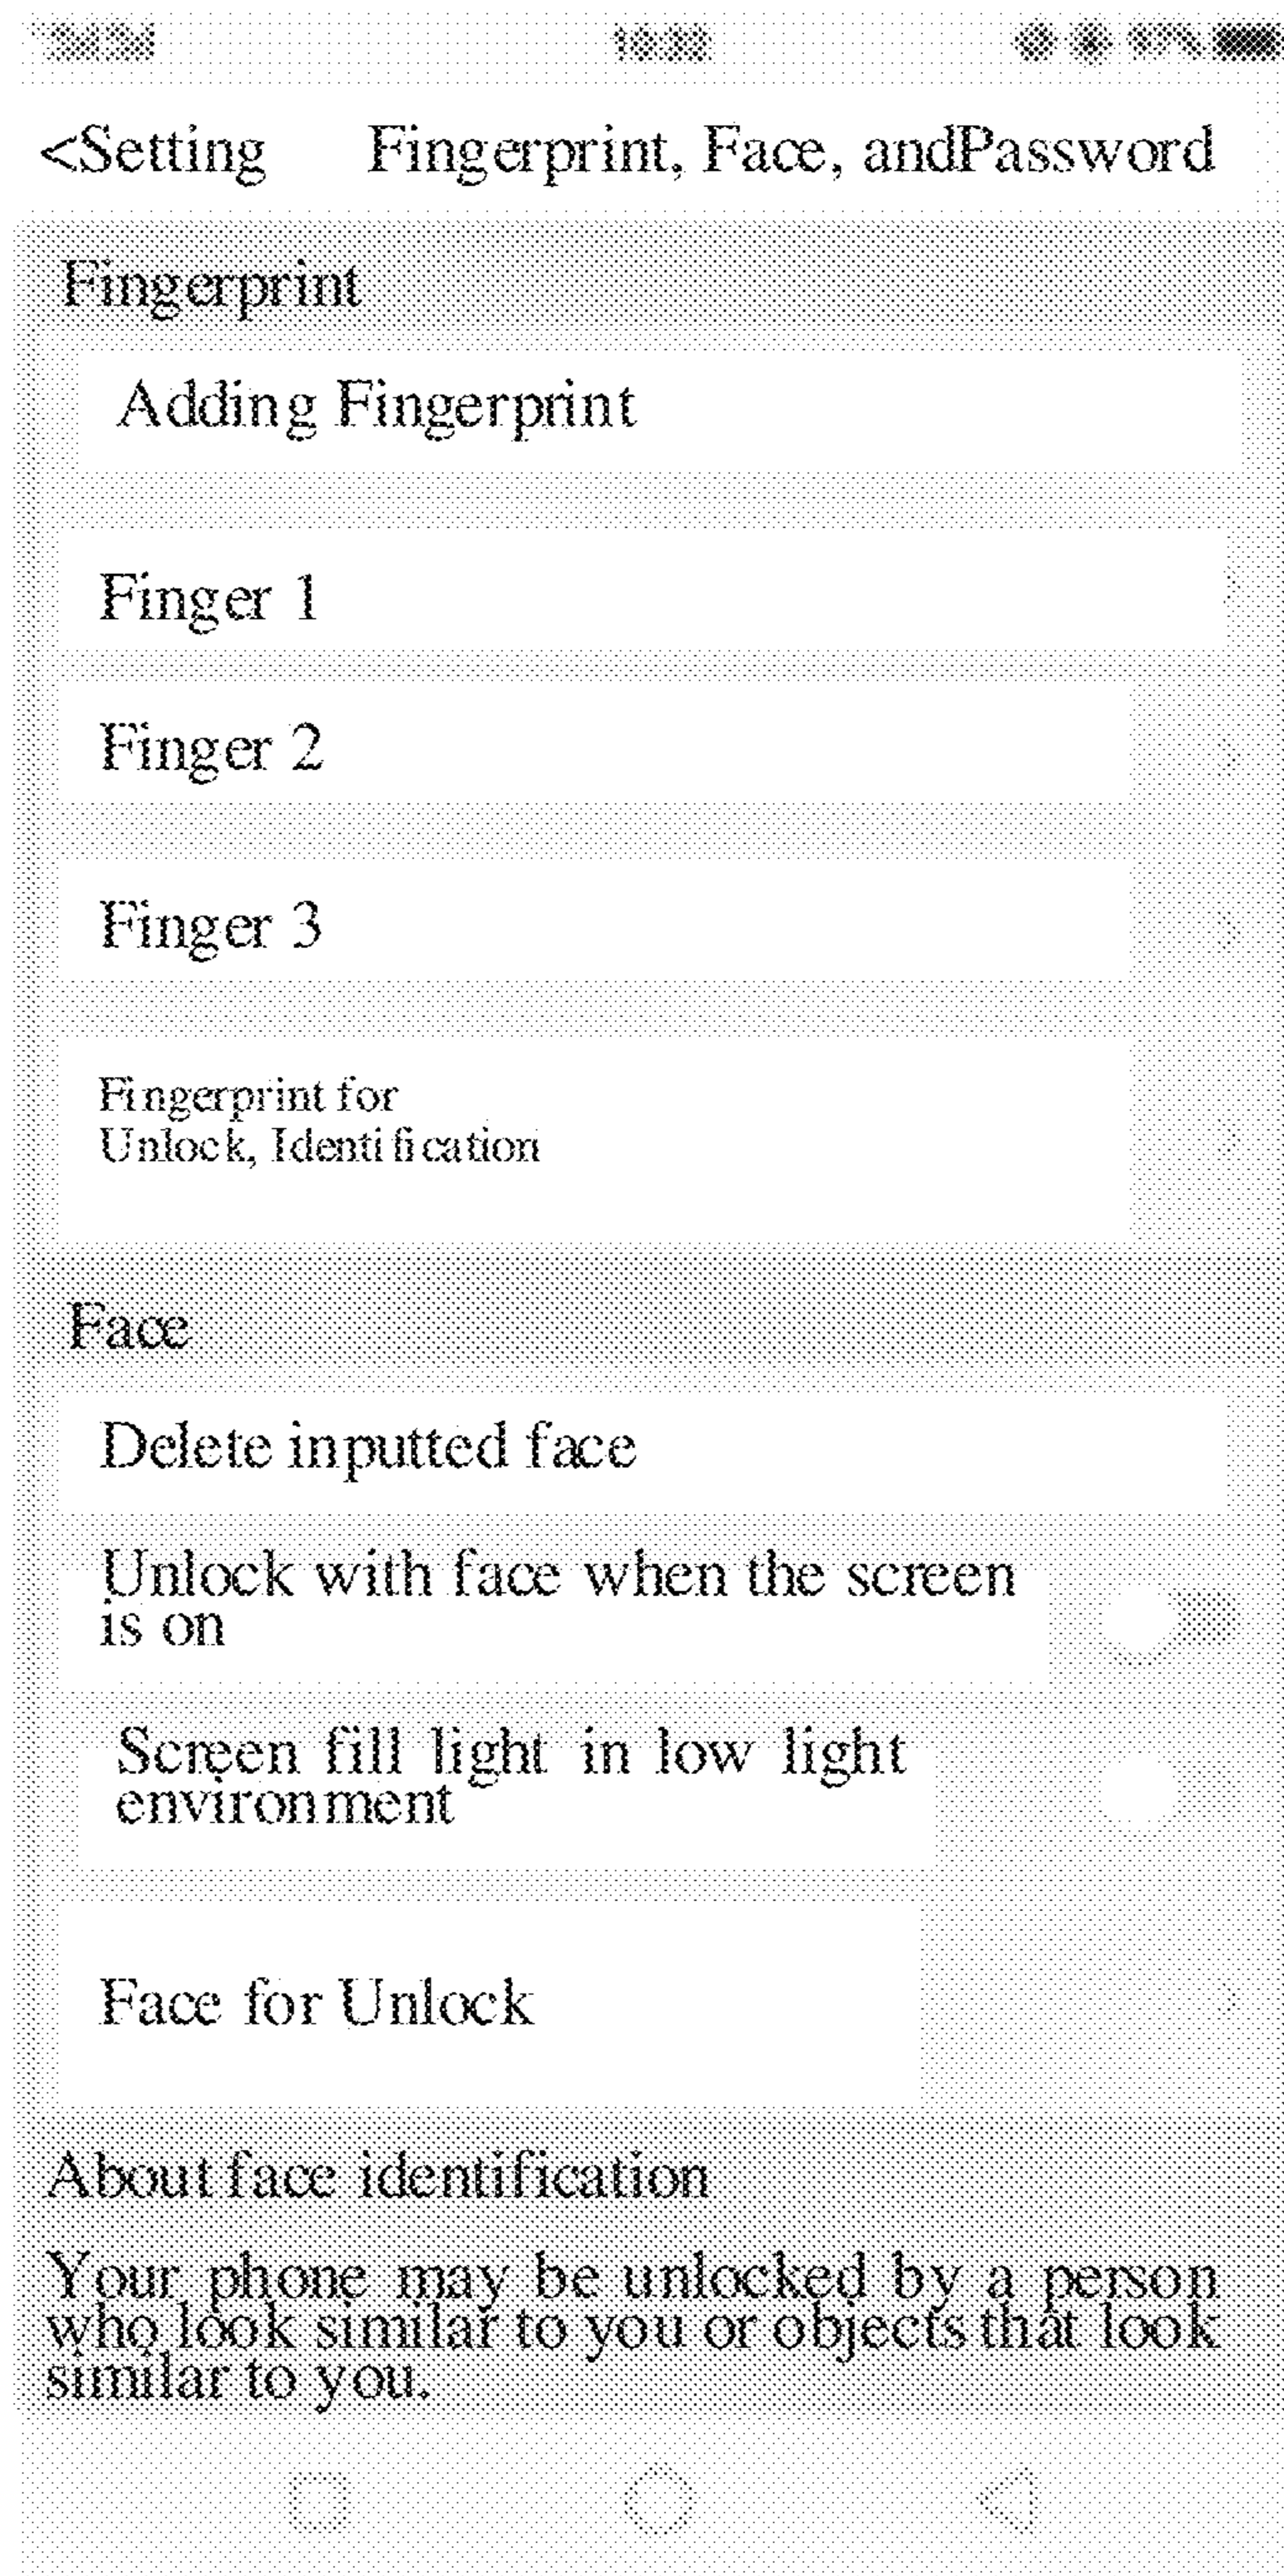 <Setting Fingerprint, Face, andPassword
Fingerprint
Adding Fingerprint
Finger 1
Finger 2
Finger 3
Fingerprint for
Unlock, Identification
Face
Delete inputted face
Unlock with face when the screen
is on
Screen fill light in low light
environment
Face for Unlock
About face identification
Your phone may be unlocked by a person
who look similar to you or objects that look
similar to you.